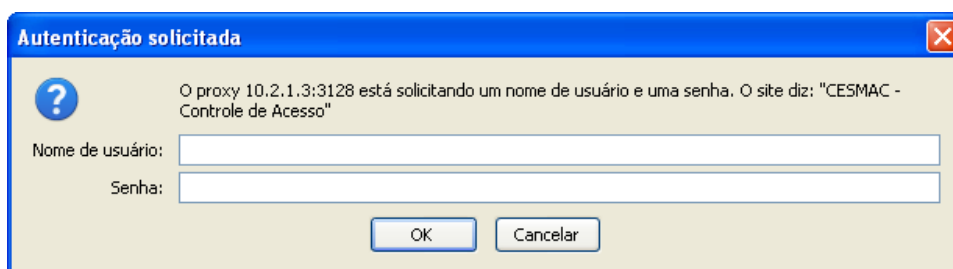 Autenticação solicitada
O proxy 10.2.1.3:3128 está solicitando um nome de usuário e uma senha. O site diz: "CESMAC -
Controle de Acesso"
Nome de usuário:
Senha:
OK Cancelar